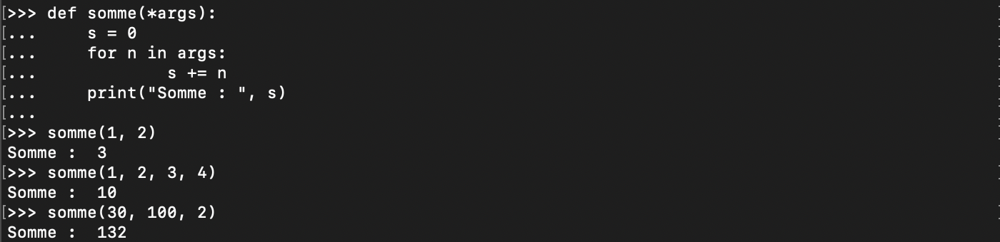 [>>> def somme(*args):
[...     s = 0
[...     for n in args:
[...             s += n
[...     print("Somme : ", s)
[...
[>>> somme(1, 2)
Somme :  3
[>>> somme(1, 2, 3, 4)
Somme :  10
[>>> somme(30, 100, 2)
Somme :  132